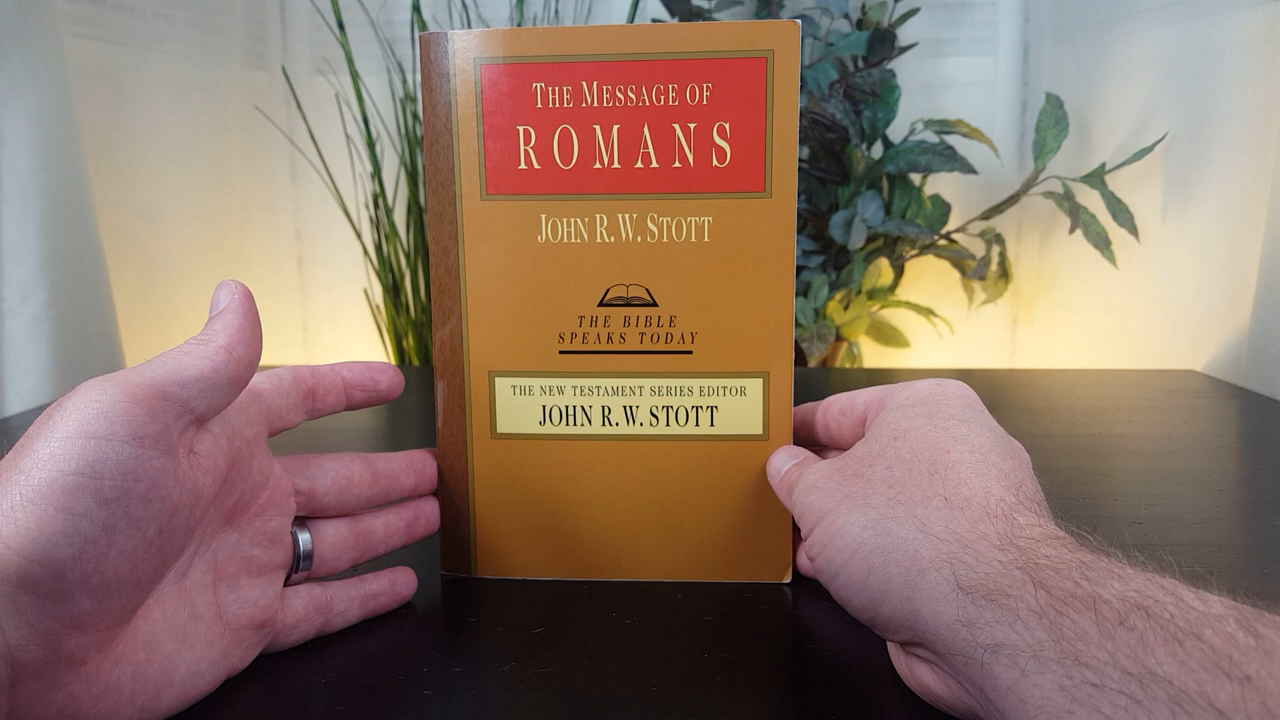 The Message of
ROMANS
John R.W. Stott
THE BIBLE
SPEAKS TODAY
THE NEW TESTAMENT SERIES EDITOR
JOHN R.W. STOTT